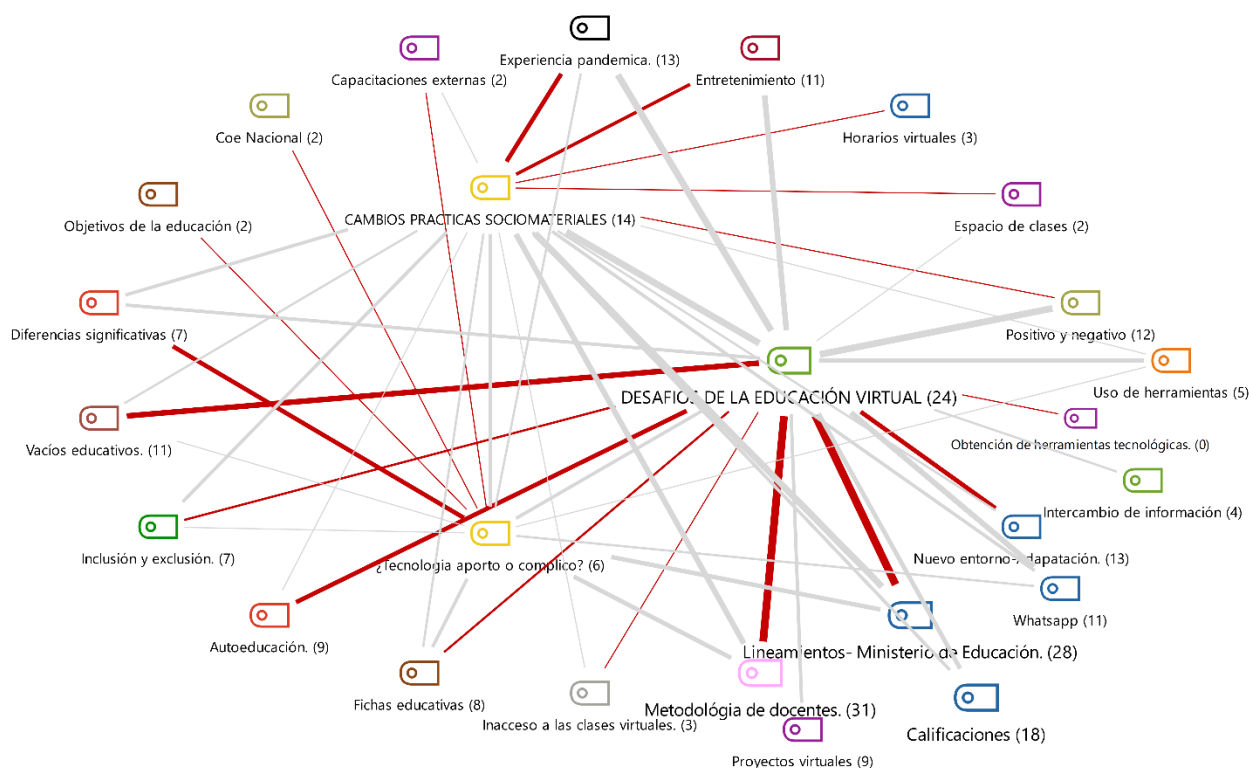 Experiencia pandemica. (13)
Capacitaciones externas (2)
Entretenimiento (11)
Coe Nacional (2)
Horarios virtuales (3)
CAMBIOS PRACTICAS SOCIOMATERIALES (14)
Objetivos de la educación (2)
Espacio de clases (2)
Diferencias significativas (7)
Positivo y negativo (12)
Uso de herramientas (5)
DESAFIOS DE LA EDUCACIÓN VIRTUAL (24)
Vacíos educativos. (11)
Obtención de herramientas tecnológicas. (0)
Intercambio de información (4)
Inclusión y exclusión. (7)
Nuevo entorno-Adapatación. (13)
¿Tecnologia aporto o complico? (6)
Whatsapp (11)
Autoeducación. (9)
Lineamientos- Ministerio de Educación. (28)
Fichas educativas (8)
Inacceso a las clases virtuales. (3)
Metodológia de docentes. (31)
Calificaciones (18)
Proyectos virtuales (9)